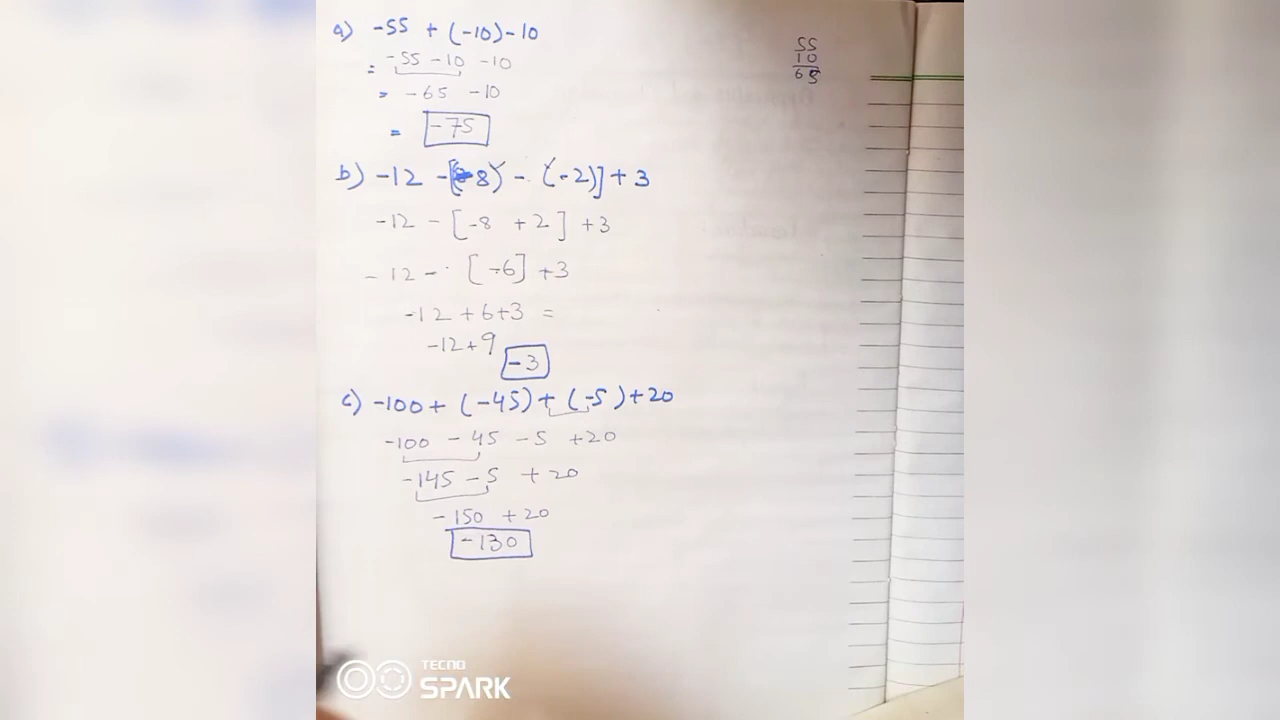 a) -55 + (-10) - 10
= -55 - 10 - 10
= -65 - 10
= -75
55
10
65
b) -12 - [(-8) - (-2)] + 3
-12 - [-8 + 2] + 3
-12 - [-6] + 3
-12 + 6 + 3 =
-12 + 9
-3
c) -100 + (-45) + (-5) + 20
-100 - 45 - 5 + 20
-145 - 5 + 20
-150 + 20
-130
TECNO
SPARK